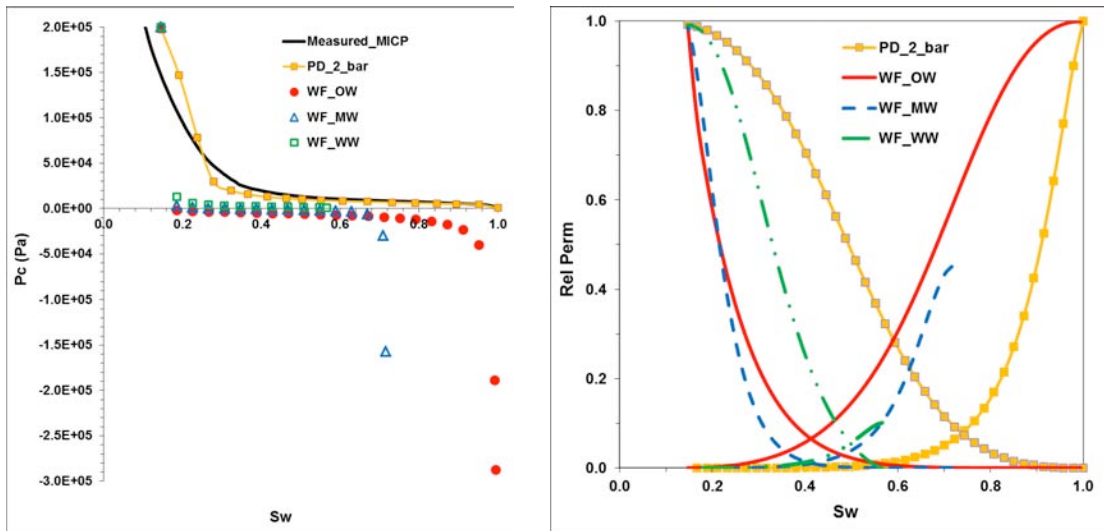 2.0E+05
1.5E+05
1.0E+05
5.0E+04
0.0E+00
-5.0E+04
-1.0E+05
-1.5E+05
-2.0E+05
-2.5E+05
-3.0E+05
Pc (Pa)
0.0 0.2 0.4 0.6 0.8 1.0
Sw
Measured_MICP
PD_2_bar
WF_OW
WF_MW
WF_WW
1.0
0.8
0.6
0.4
0.2
0.0
Rel Perm
0.0 0.2 0.4 0.6 0.8 1.0
Sw
PD_2_bar
WF_OW
WF_MW
WF_WW